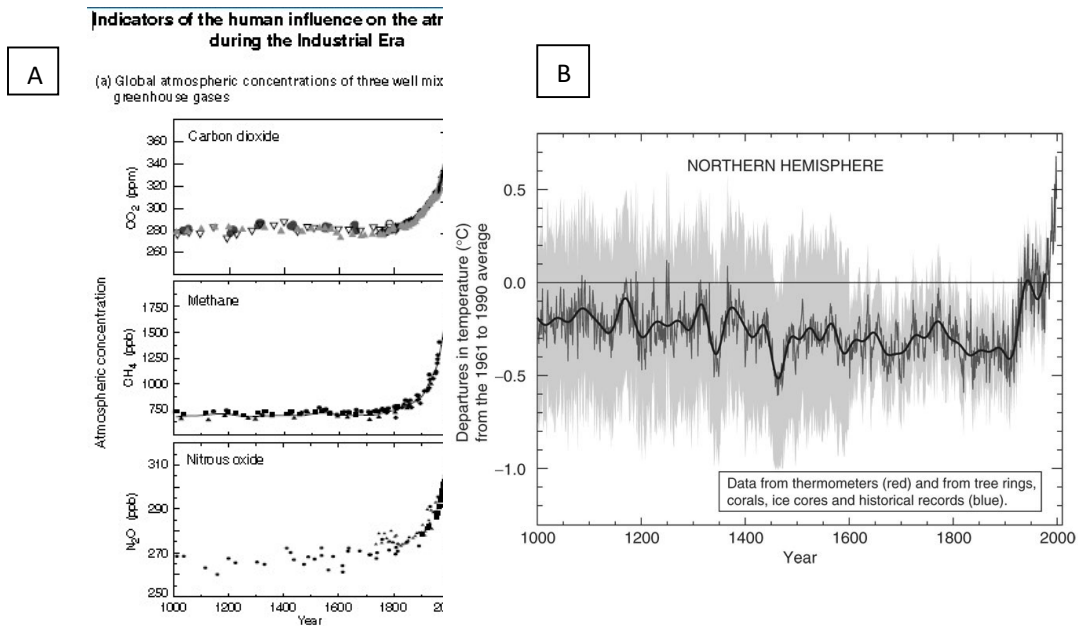 Indicators of the human influence on the atm
during the Industrial Era
A
(a) Global atmospheric concentrations of three well mix
greenhouse gases
Carbon dioxide
360
340
320
300
280
260
CO2 (ppm)
Methane
1750
1500
1250
1000
750
CH4 (ppb)
Atmospheric concentration
Nitrous oxide
310
290
270
250
N2O (ppb)
1000 1200 1400 1600 1800 20
Year
B
NORTHERN HEMISPHERE
0.5
0.0
−0.5
−1.0
Departures in temperature (°C)
from the 1961 to 1990 average
Data from thermometers (red) and from tree rings,
corals, ice cores and historical records (blue).
1000 1200 1400 1600 1800 2000
Year